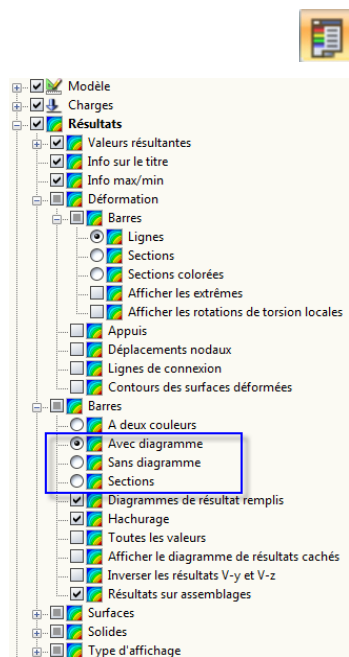 Modèle
Charges
Résultats
Valeurs résultantes
Info sur le titre
Info max/min
Déformation
Barres
Lignes
Sections
Sections colorées
Afficher les extrêmes
Afficher les rotations de torsion locales
Appuis
Déplacements nodaux
Lignes de connexion
Contours des surfaces déformées
Barres
A deux couleurs
Avec diagramme
Sans diagramme
Sections
Diagrammes de résultat remplis
Hachurage
Toutes les valeurs
Afficher le diagramme de résultats cachés
Inverser les résultats V-y et V-z
Résultats sur assemblages
Surfaces
Solides
Type d'affichage